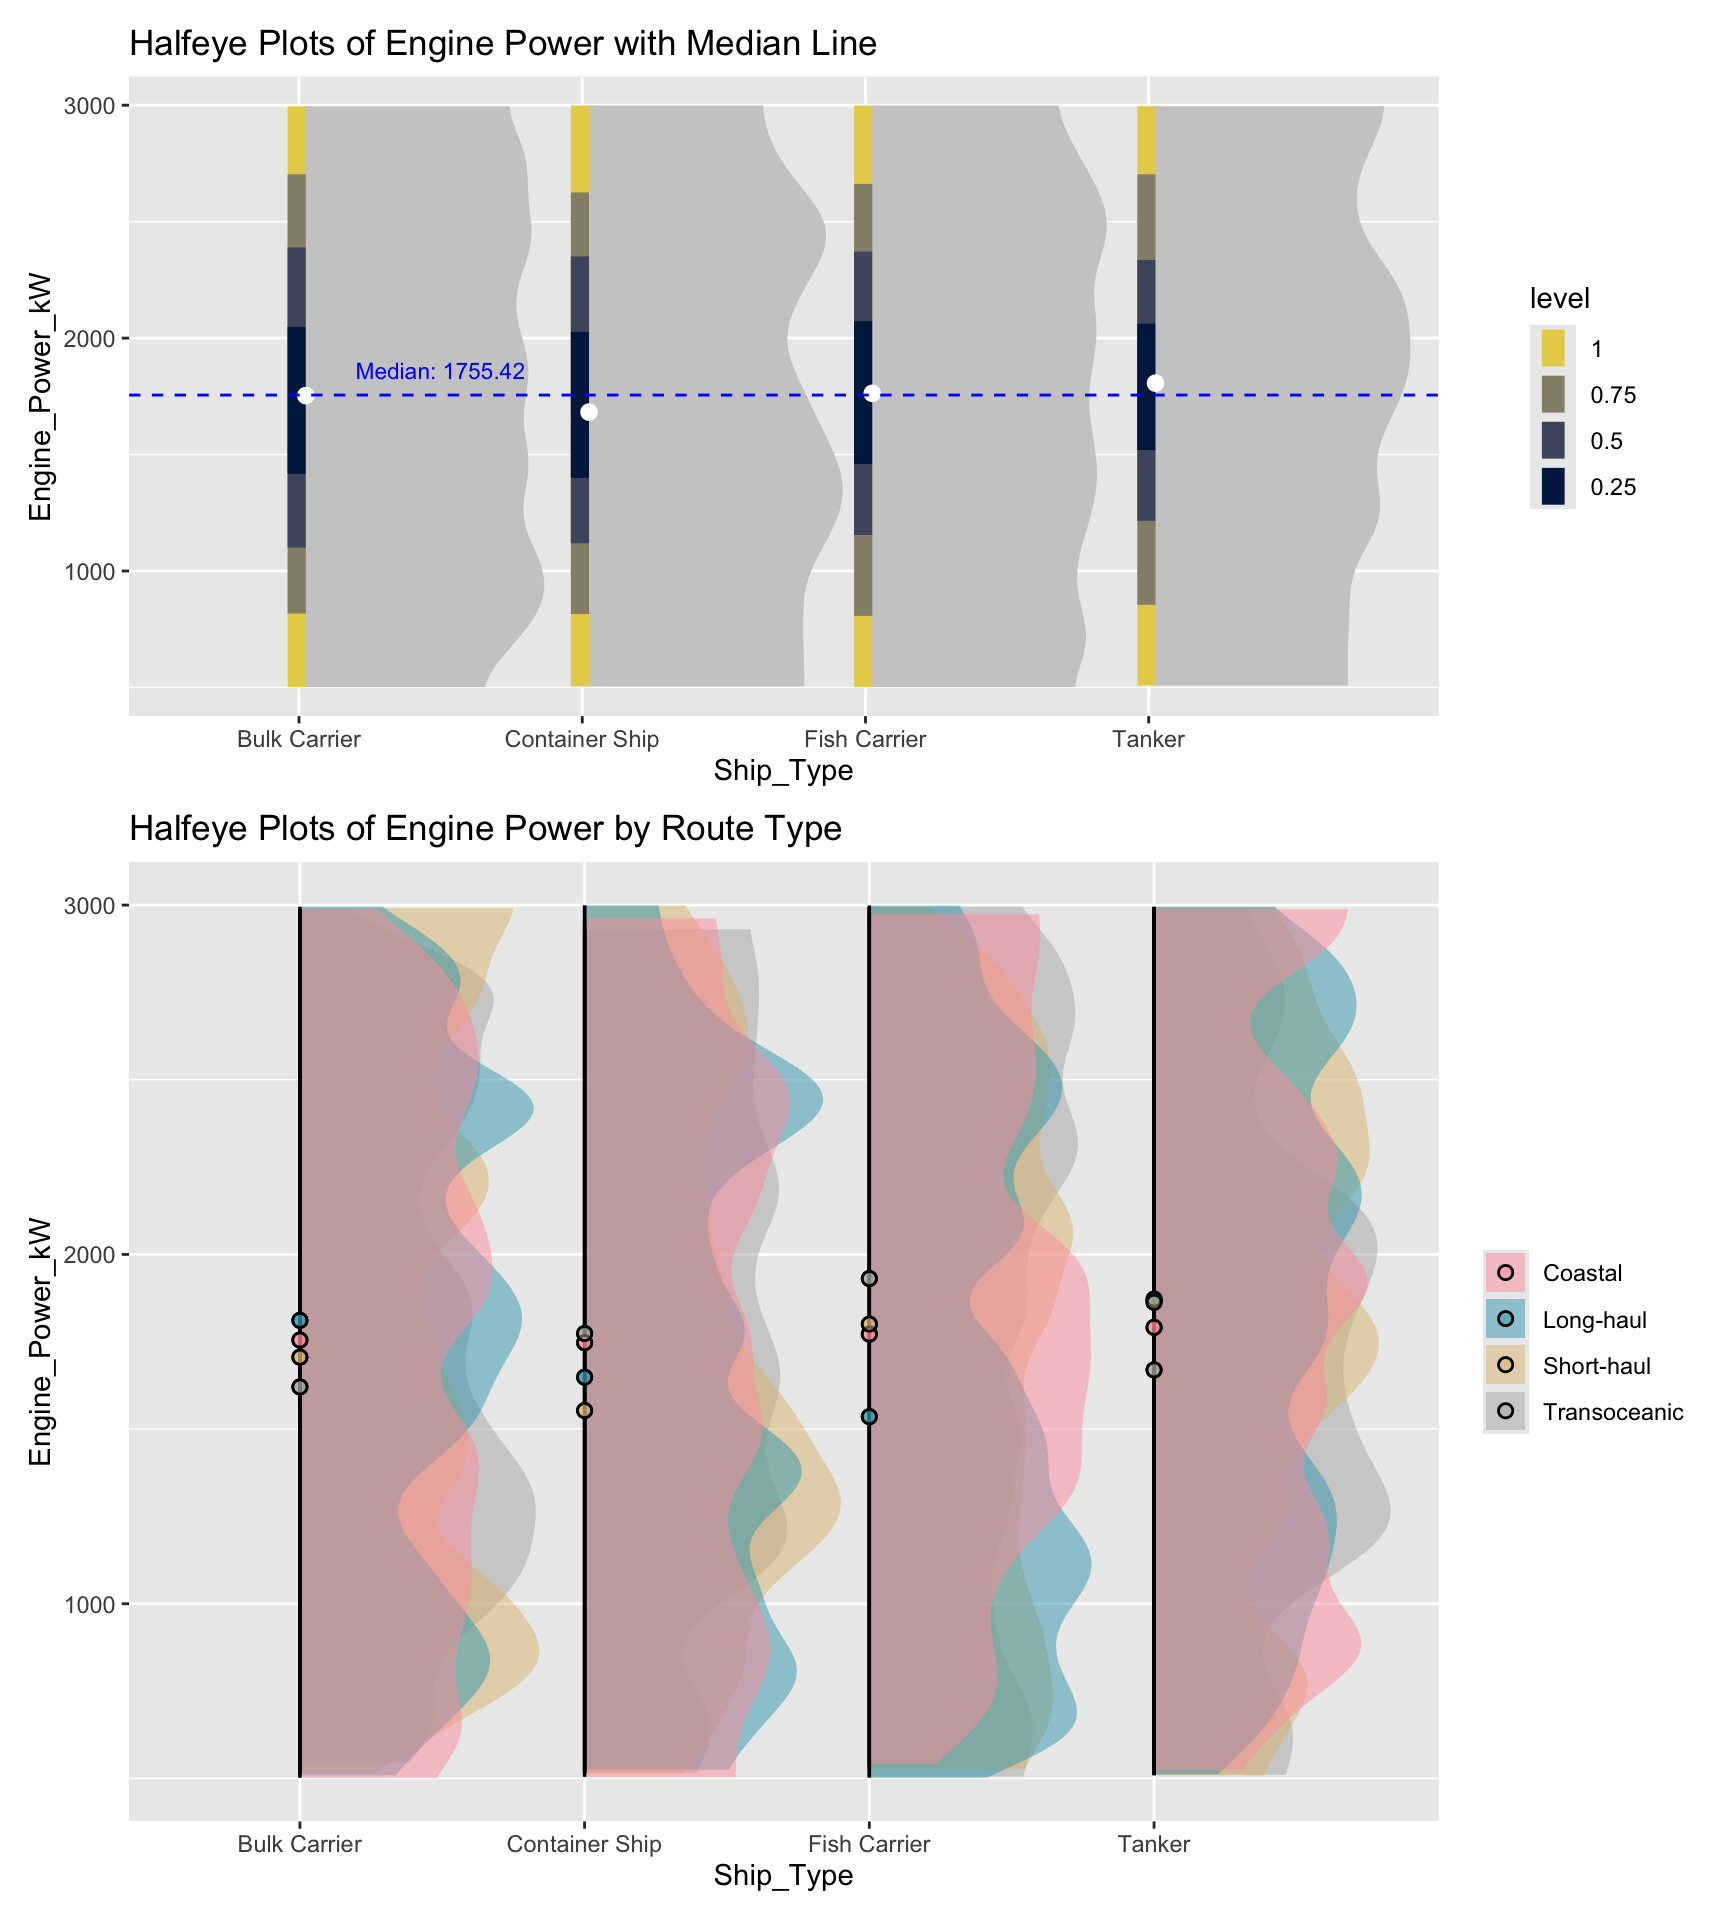 Halfeye Plots of Engine Power with Median Line
Engine_Power_kW
3000
2000
1000
Median: 1755.42
Bulk Carrier
Container Ship
Fish Carrier
Tanker
Ship_Type
level
1
0.75
0.5
0.25
Halfeye Plots of Engine Power by Route Type
Engine_Power_kW
3000
2000
1000
Bulk Carrier
Container Ship
Fish Carrier
Tanker
Ship_Type
Coastal
Long-haul
Short-haul
Transoceanic